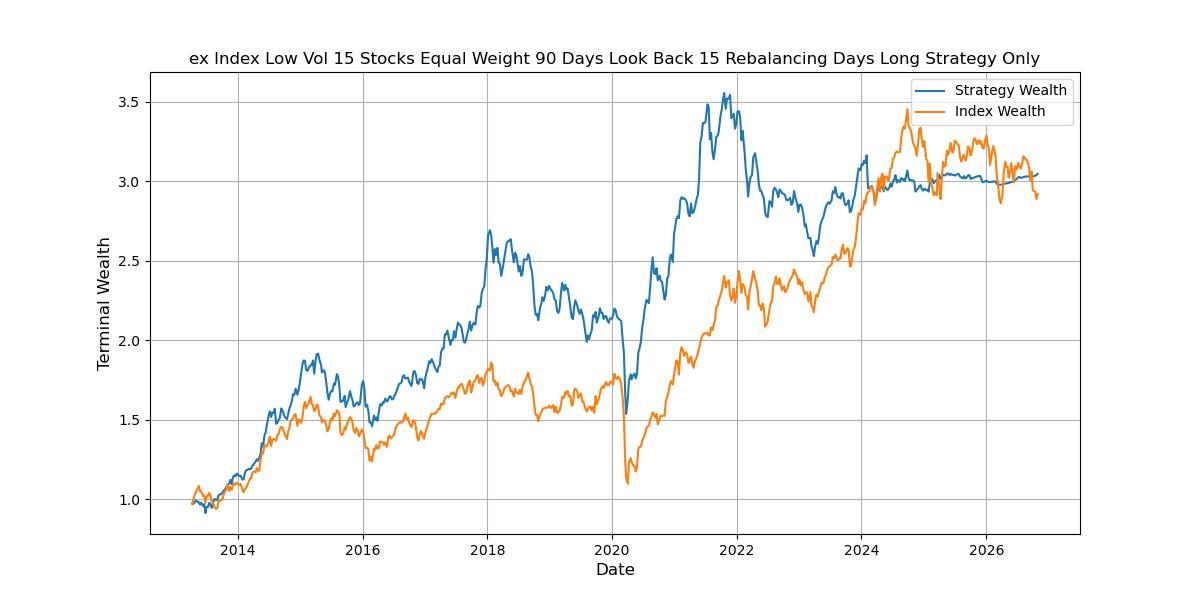 ex Index Low Vol 15 Stocks Equal Weight 90 Days Look Back 15 Rebalancing Days Long Strategy Only
Strategy Wealth
Index Wealth
Terminal Wealth
3.5
3.0
2.5
2.0
1.5
1.0
2014 2016 2018 2020 2022 2024 2026
Date